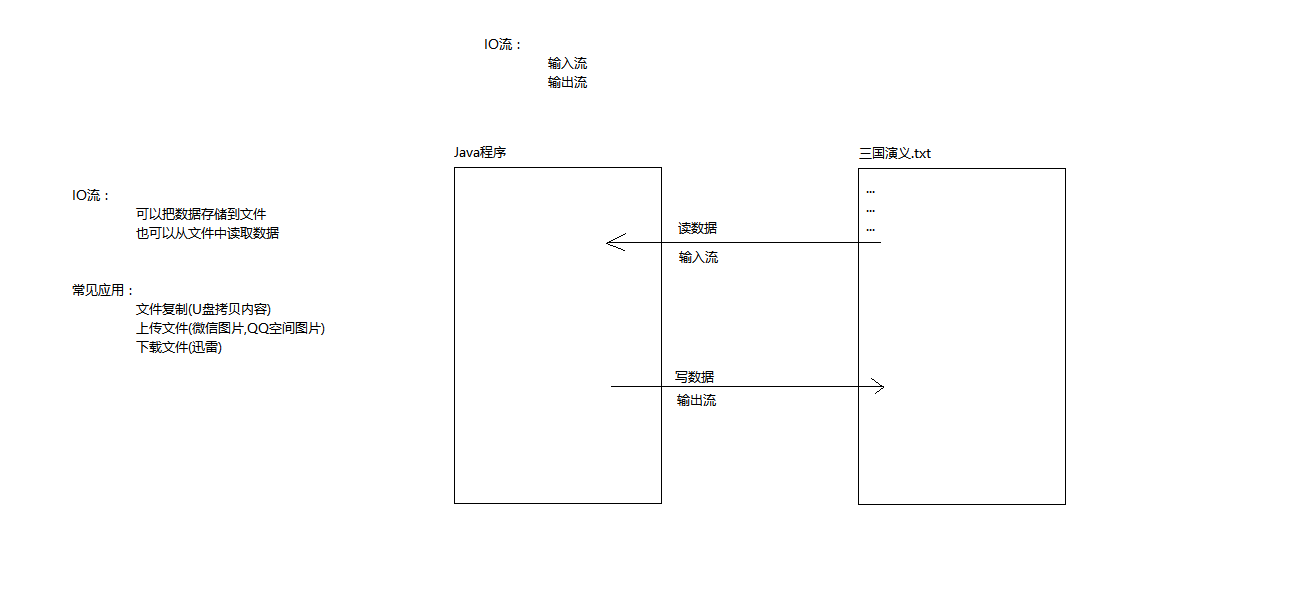 IO流：
输入流
输出流
Java程序
三国演义.txt
...
...
...
IO流：
可以把数据存储到文件
也可以从文件中读取数据
读数据
输入流
常见应用：
文件复制(U盘拷贝内容)
上传文件(微信图片,QQ空间图片)
下载文件(迅雷)
写数据
输出流